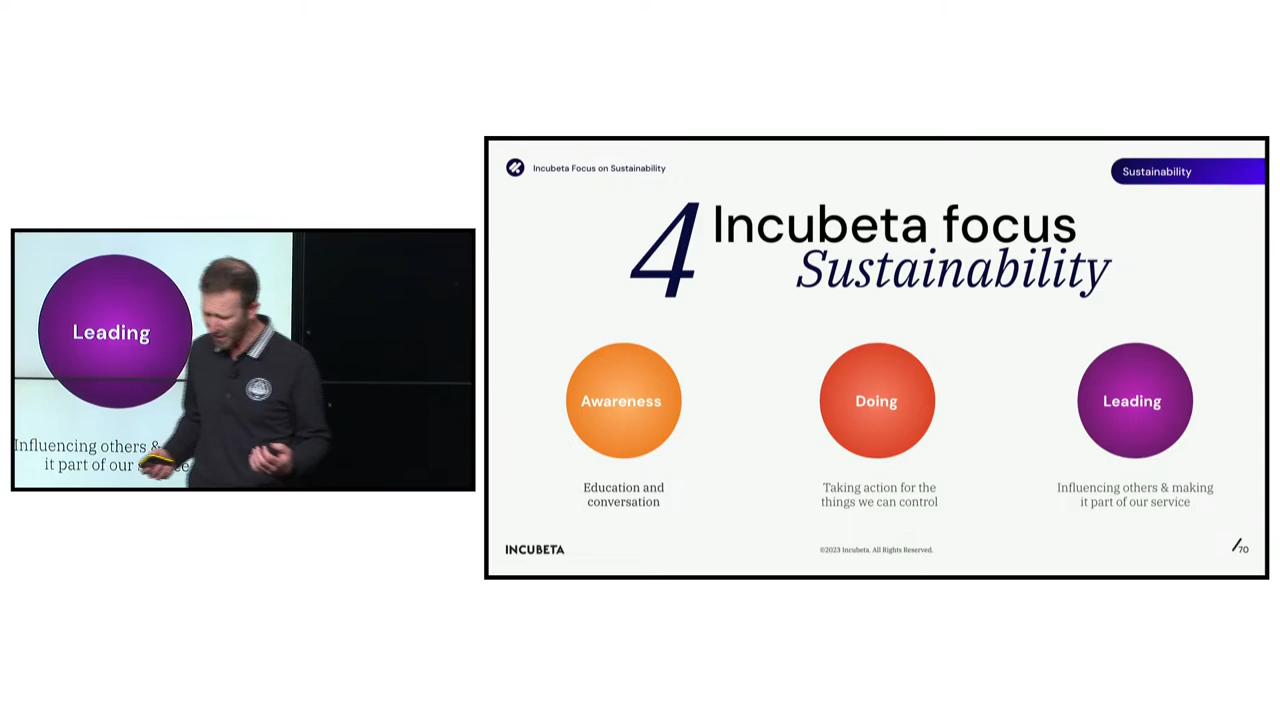 Leading
Influencing others &
it part of our
Incubeta Focus on Sustainability
Sustainability
4 Incubeta focus
Sustainability
Awareness
Doing
Leading
Education and
conversation
Taking action for the
things we can control
Influencing others & making
it part of our service
INCUBETA
©2023 Incubeta. All Rights Reserved.
/70